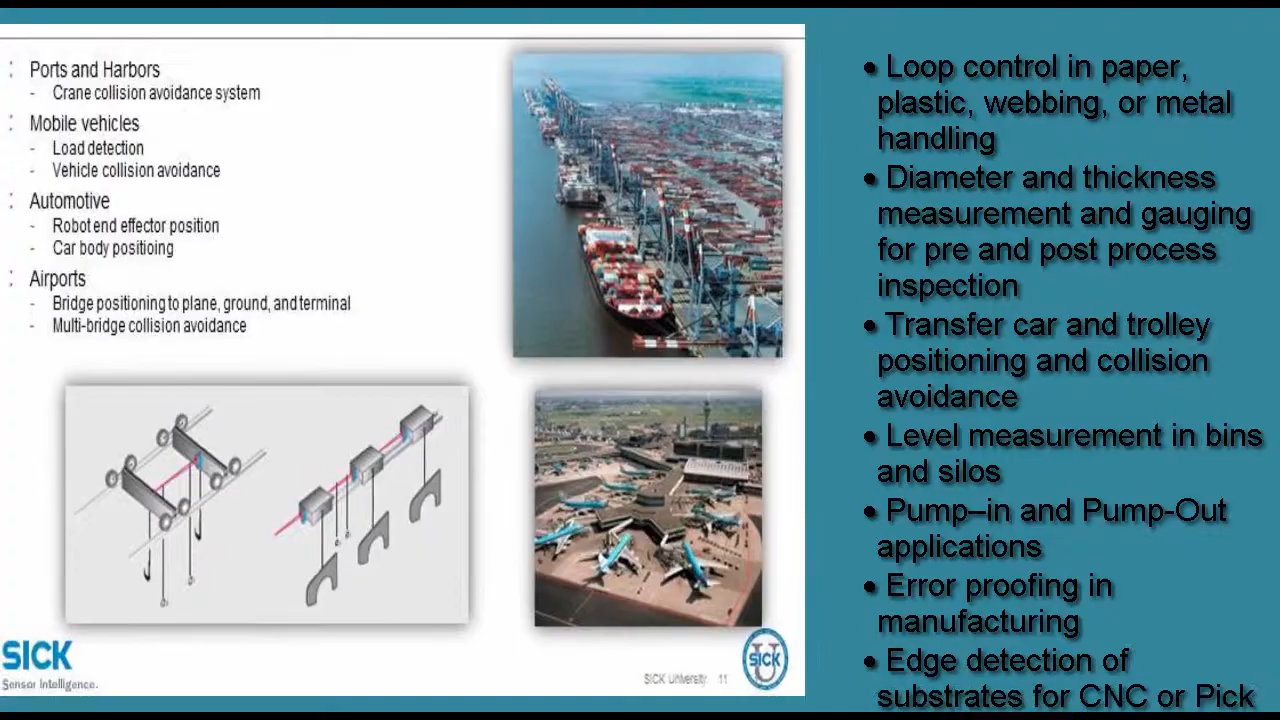 : Ports and Harbors
- Crane collision avoidance system
: Mobile vehicles
- Load detection
- Vehicle collision avoidance
: Automotive
- Robot end effector position
- Car body positioing
: Airports
- Bridge positioning to plane, ground, and terminal
- Multi-bridge collision avoidance
SICK
Sensor Intelligence.
SICK University 11
U
SICK
• Loop control in paper,
plastic, webbing, or metal
handling
• Diameter and thickness
measurement and gauging
for pre and post process
inspection
• Transfer car and trolley
positioning and collision
avoidance
• Level measurement in bins
and silos
• Pump–in and Pump-Out
applications
• Error proofing in
manufacturing
• Edge detection of
substrates for CNC or Pick